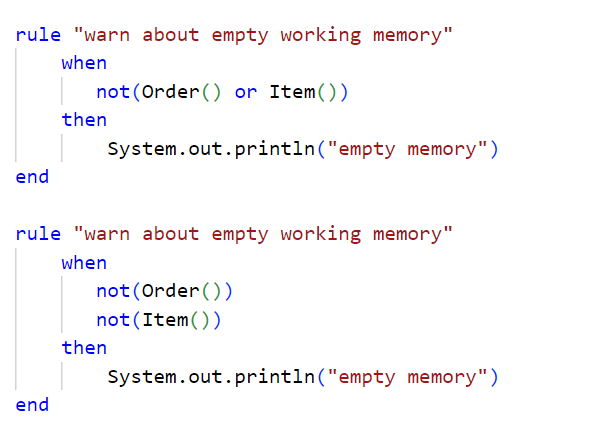 rule "warn about empty working memory"
    when
       not(Order() or Item())
    then
        System.out.println("empty memory")
end
rule "warn about empty working memory"
    when
       not(Order())
       not(Item())
    then
        System.out.println("empty memory")
end